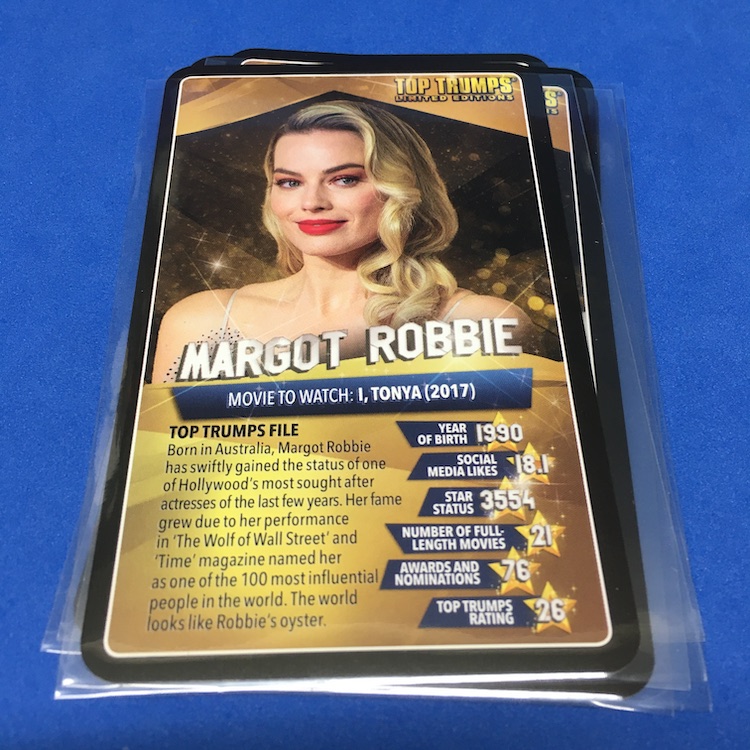 TOP TRUMPS
LIMITED EDITIONS
MARGOT ROBBIE
MOVIE TO WATCH: I, TONYA (2017)
TOP TRUMPS FILE
Born in Australia, Margot Robbie
has swiftly gained the status of one
of Hollywood's most sought after
actresses of the last few years. Her fame
grew due to her performance
in 'The Wolf of Wall Street' and
'Time' magazine named her
as one of the 100 most influential
people in the world. The world
looks like Robbie's oyster.
YEAR
OF BIRTH 1990
SOCIAL
MEDIA LIKES 18.1
STAR
STATUS 3554
NUMBER OF FULL-
LENGTH MOVIES 21
AWARDS AND
NOMINATIONS 76
TOP TRUMPS
RATING 26